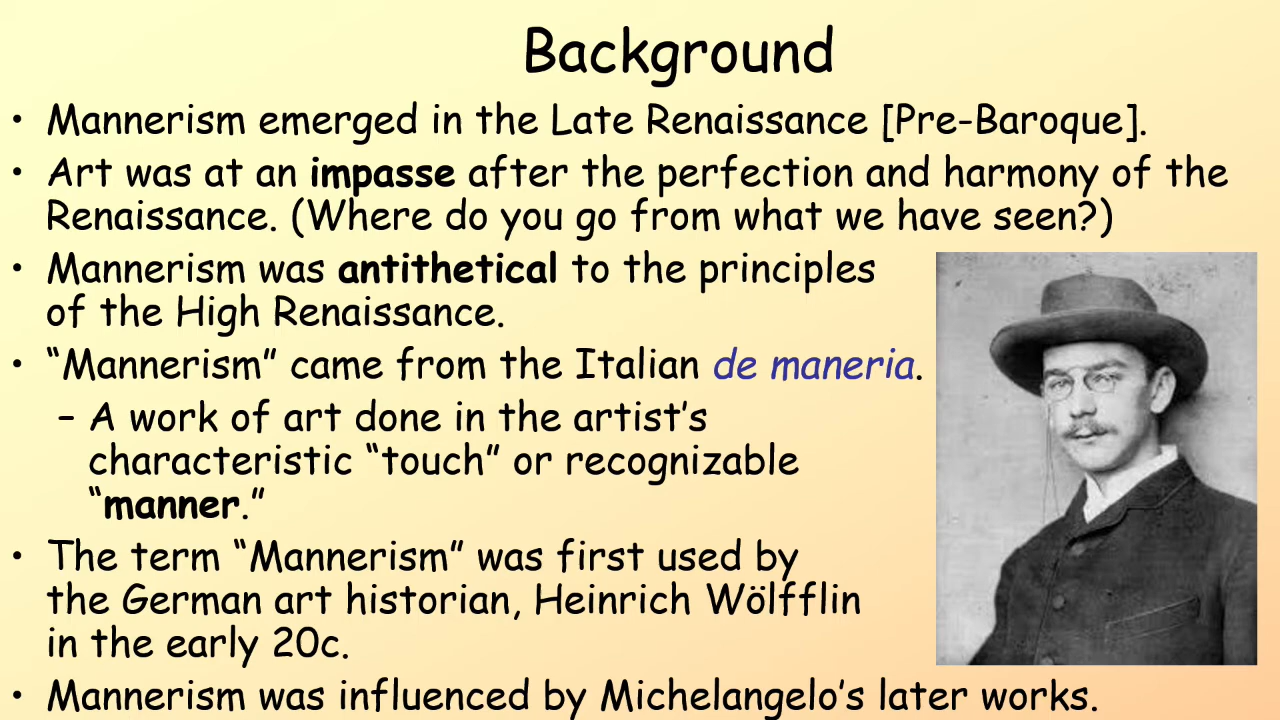 Background
• Mannerism emerged in the Late Renaissance [Pre-Baroque].
• Art was at an impasse after the perfection and harmony of the
Renaissance. (Where do you go from what we have seen?)
• Mannerism was antithetical to the principles
of the High Renaissance.
• “Mannerism” came from the Italian de maneria.
– A work of art done in the artist’s
characteristic “touch” or recognizable
“manner.”
• The term “Mannerism” was first used by
the German art historian, Heinrich Wölfflin
in the early 20c.
• Mannerism was influenced by Michelangelo’s later works.